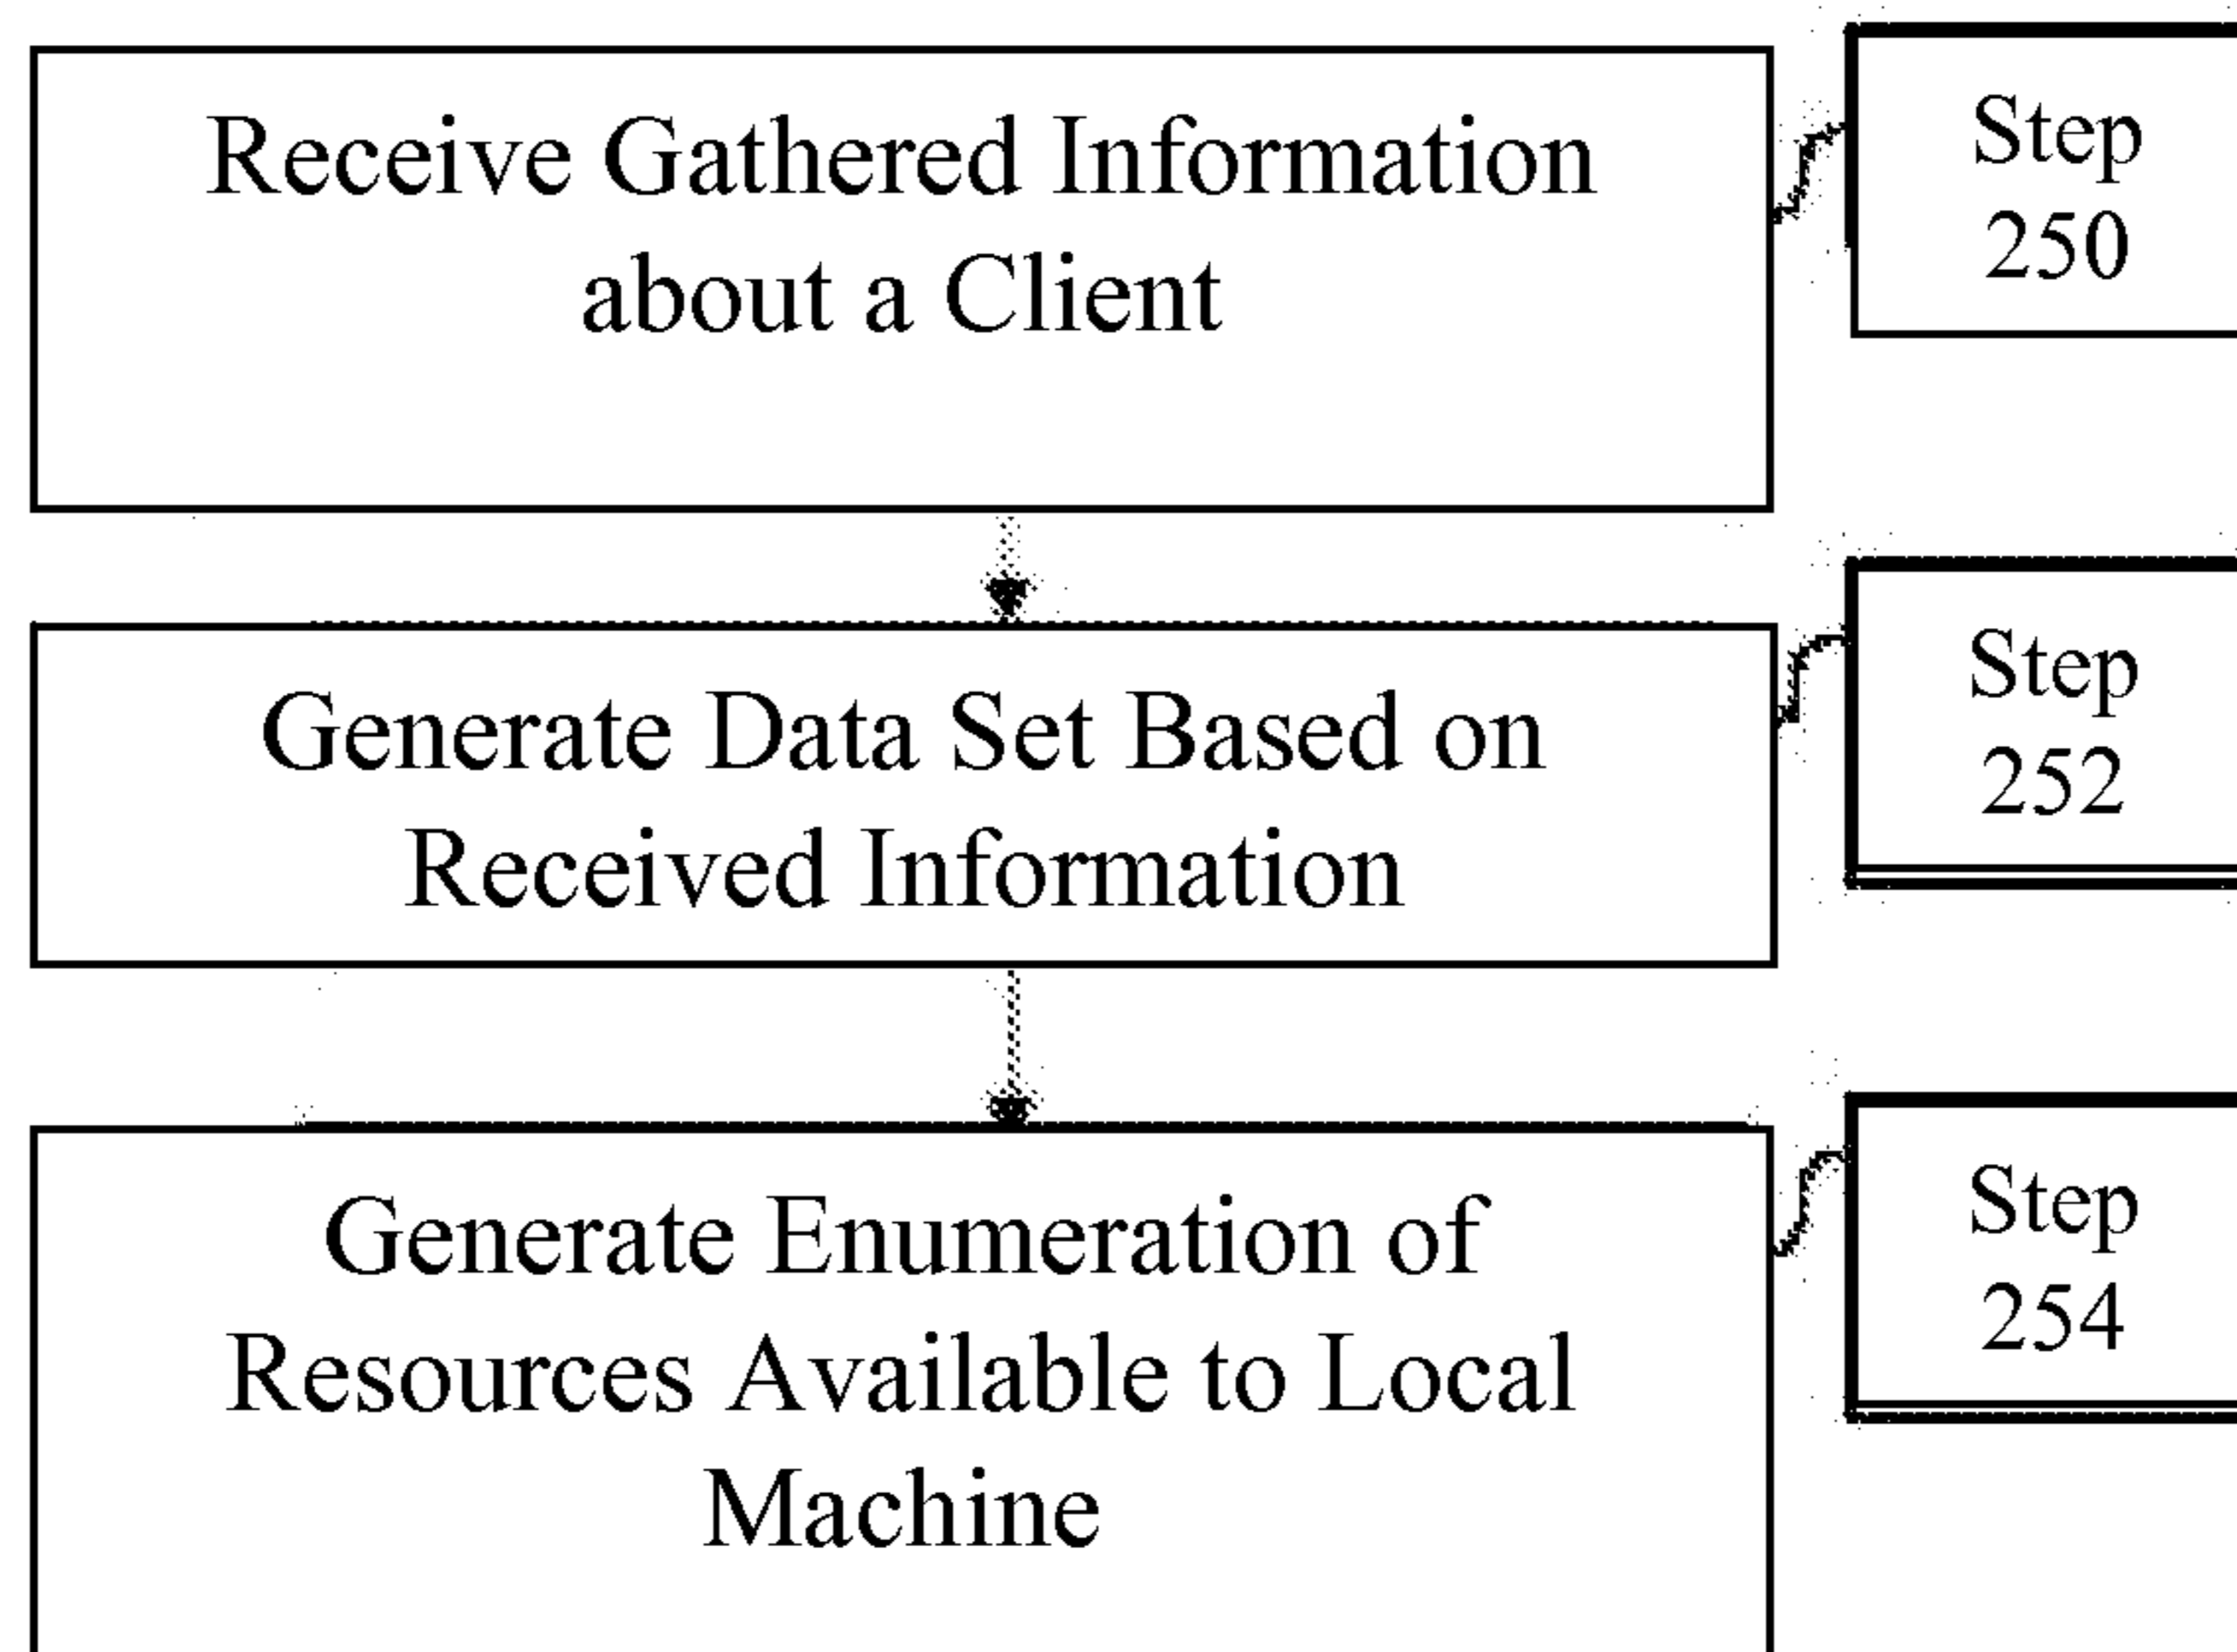 Receive Gathered Information
about a Client
Step
250
Generate Data Set Based on
Received Information
Step
252
Generate Enumeration of
Resources Available to Local
Machine
Step
254